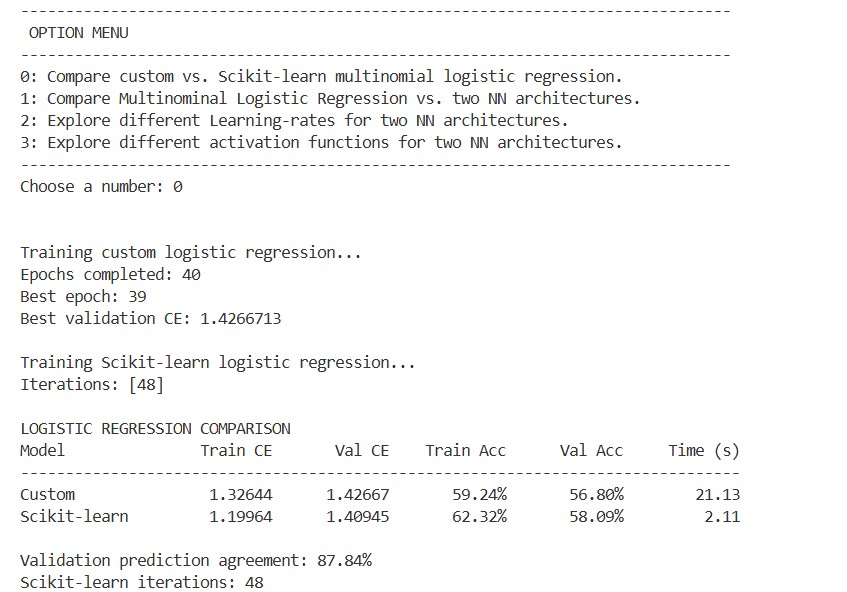 --------------------------------------------------------------------------------
OPTION MENU
--------------------------------------------------------------------------------
0: Compare custom vs. Scikit-learn multinomial logistic regression.
1: Compare Multinominal Logistic Regression vs. two NN architectures.
2: Explore different Learning-rates for two NN architectures.
3: Explore different activation functions for two NN architectures.
--------------------------------------------------------------------------------
Choose a number: 0
Training custom logistic regression...
Epochs completed: 40
Best epoch: 39
Best validation CE: 1.4266713
Training Scikit-learn logistic regression...
Iterations: [48]
LOGISTIC REGRESSION COMPARISON
Model Train CE Val CE Train Acc Val Acc Time (s)
--------------------------------------------------------------------------------
Custom 1.32644 1.42667 59.24% 56.80% 21.13
Scikit-learn 1.19964 1.40945 62.32% 58.09% 2.11
Validation prediction agreement: 87.84%
Scikit-learn iterations: 48